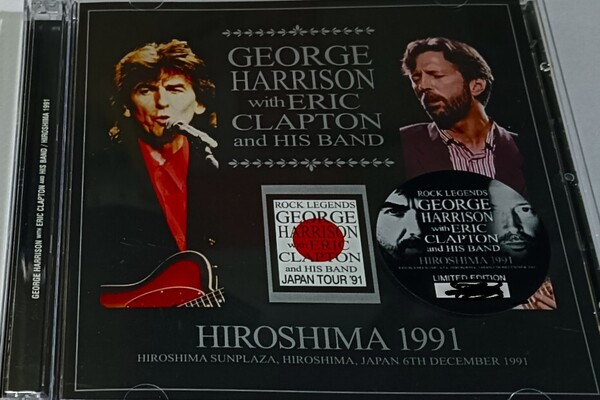 GEORGE HARRISON WITH ERIC CLAPTON AND HIS BAND / HIROSHIMA 1991
GEORGE
HARRISON
with ERIC
CLAPTON
and HIS BAND
ROCK LEGENDS
GEORGE
HARRISON
with ERIC
CLAPTON
and HIS BAND
JAPAN TOUR '91
ROCK LEGENDS
GEORGE
HARRISON
with ERIC
CLAPTON
and HIS BAND
HIROSHIMA 1991
LIMITED EDITION
HIROSHIMA 1991
HIROSHIMA SUNPLAZA, HIROSHIMA, JAPAN 6TH DECEMBER 1991